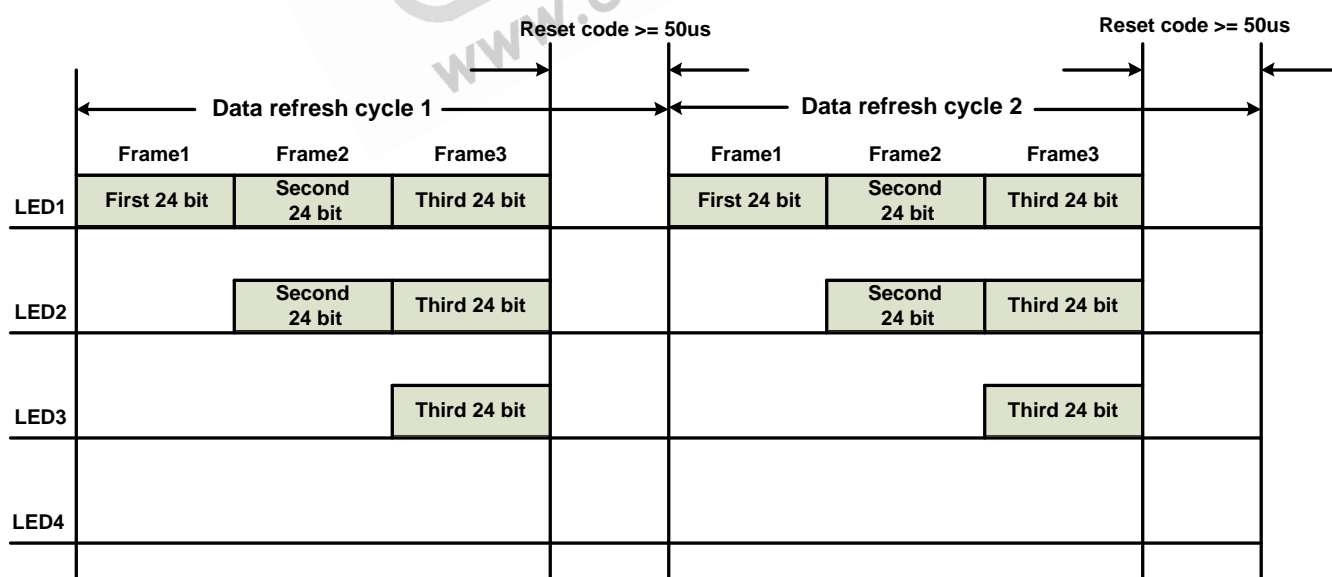 Reset code >= 50us Reset code >= 50us
Data refresh cycle 1 Data refresh cycle 2
Frame1 Frame2 Frame3 Frame1 Frame2 Frame3
LED1 First 24 bit Second 24 bit Third 24 bit First 24 bit Second 24 bit Third 24 bit
LED2 Second 24 bit Third 24 bit Second 24 bit Third 24 bit
LED3 Third 24 bit Third 24 bit
LED4